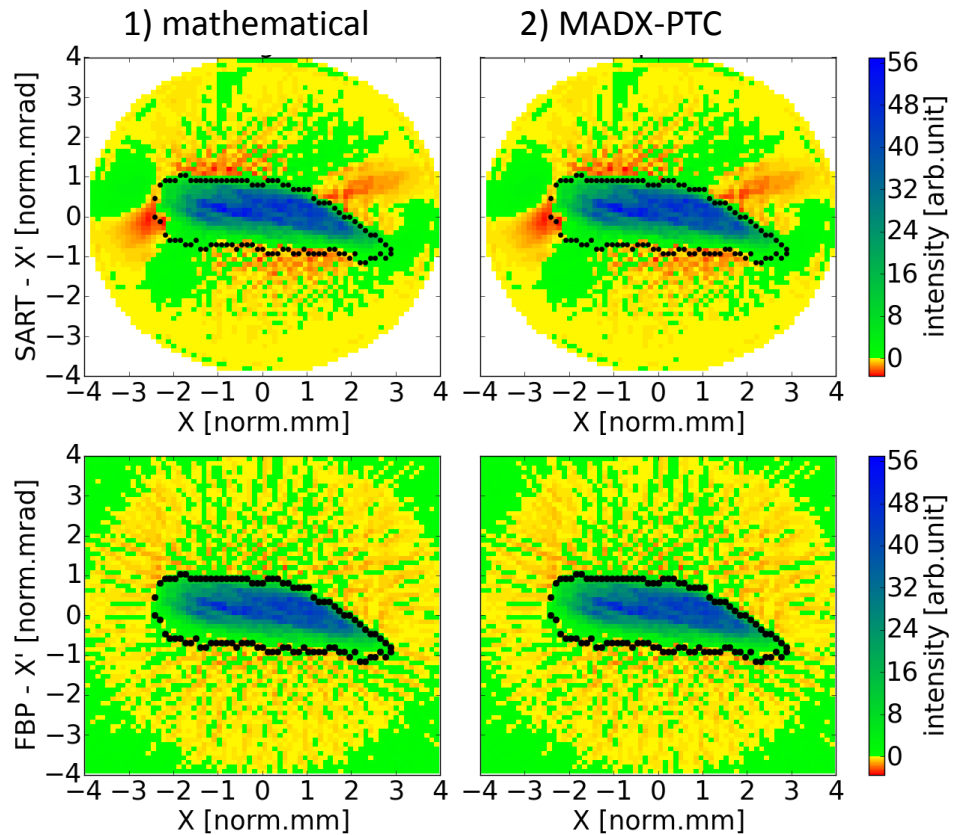 1) mathematical
2) MADX-PTC
SART - X' [norm.mrad]
4
3
2
1
0
−1
−2
−3
−4
−4 −3 −2 −1 0 1 2 3 4
X [norm.mm]
−4 −3 −2 −1 0 1 2 3 4
X [norm.mm]
56
48
40
32
24
16
8
0
intensity [arb.unit]
FBP - X' [norm.mrad]
4
3
2
1
0
−1
−2
−3
−4
−4 −3 −2 −1 0 1 2 3 4
X [norm.mm]
−4 −3 −2 −1 0 1 2 3 4
X [norm.mm]
56
48
40
32
24
16
8
0
intensity [arb.unit]